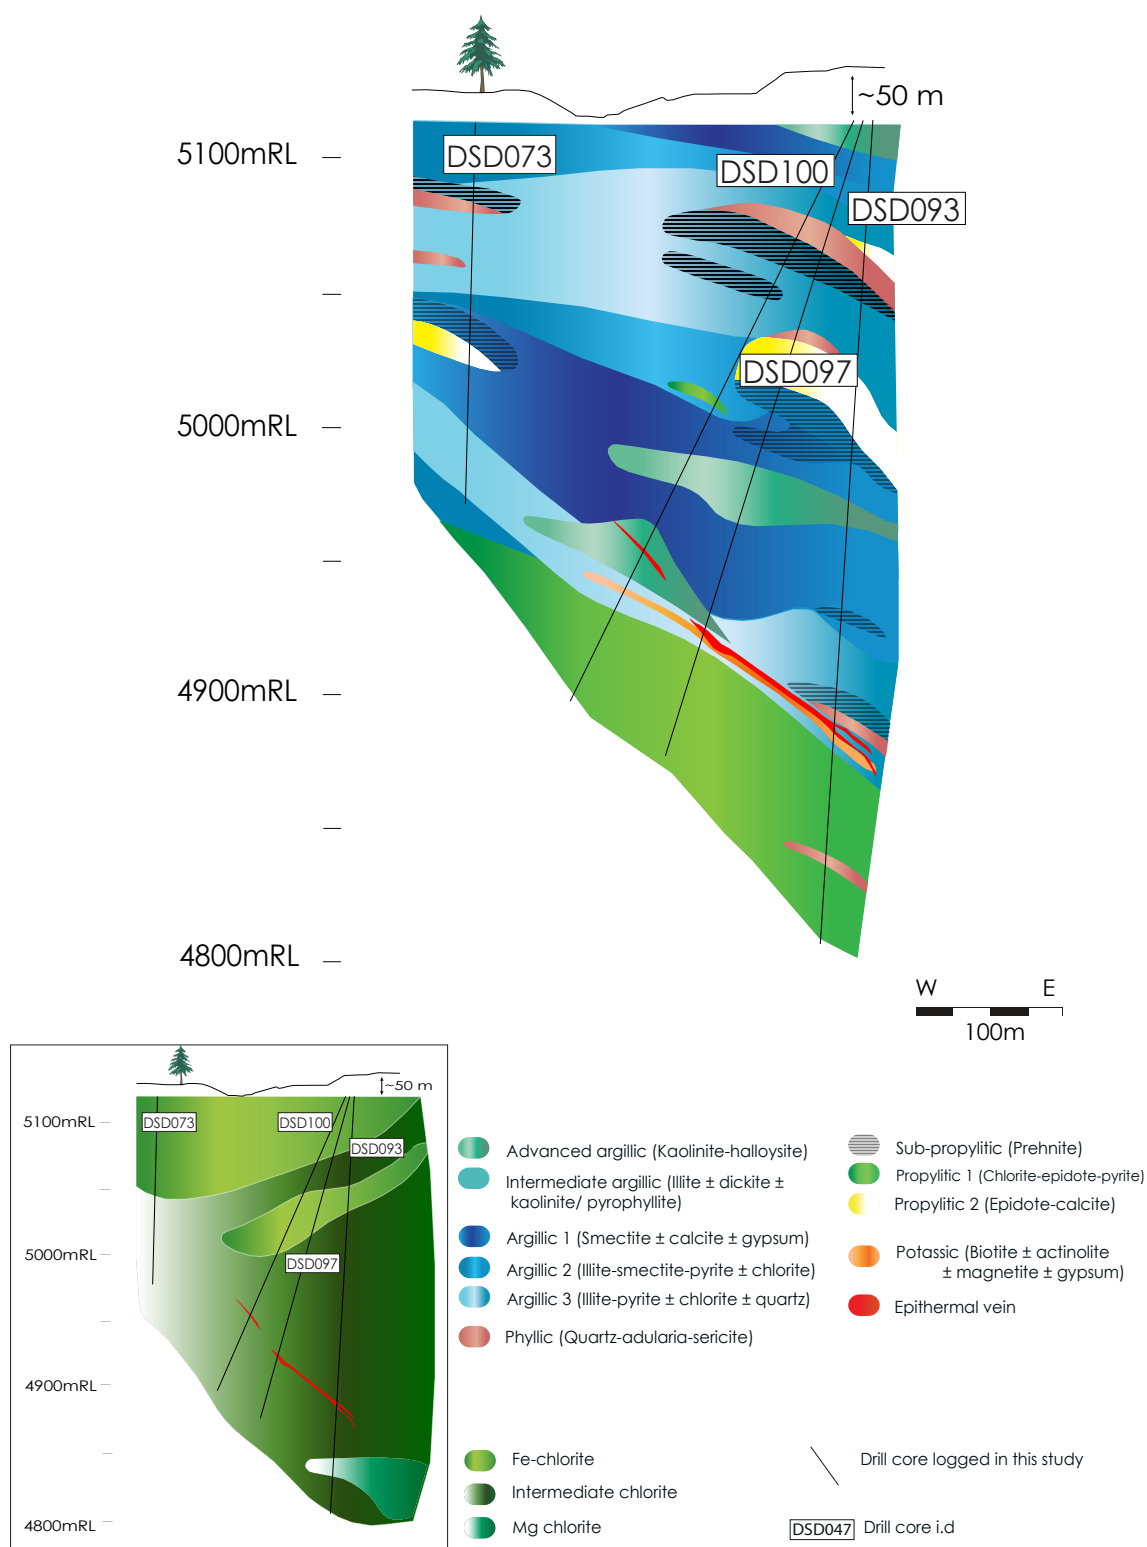 ~50 m
5100mRL
DSD073
DSD100
DSD093
DSD097
5000mRL
4900mRL
4800mRL
W E
100m
~50 m
5100mRL
DSD073
DSD100
DSD093
5000mRL
DSD097
4900mRL
4800mRL
Advanced argillic (Kaolinite-halloysite)
Intermediate argillic (Illite ± dickite ±
kaolinite/ pyrophyllite)
Argillic 1 (Smectite ± calcite ± gypsum)
Argillic 2 (Illite-smectite-pyrite ± chlorite)
Argillic 3 (Illite-pyrite ± chlorite ± quartz)
Phyllic (Quartz-adularia-sericite)
Sub-propylitic (Prehnite)
Propylitic 1 (Chlorite-epidote-pyrite)
Propylitic 2 (Epidote-calcite)
Potassic (Biotite ± actinolite
± magnetite ± gypsum)
Epithermal vein
Fe-chlorite
Intermediate chlorite
Mg chlorite
Drill core logged in this study
DSD047 Drill core i.d